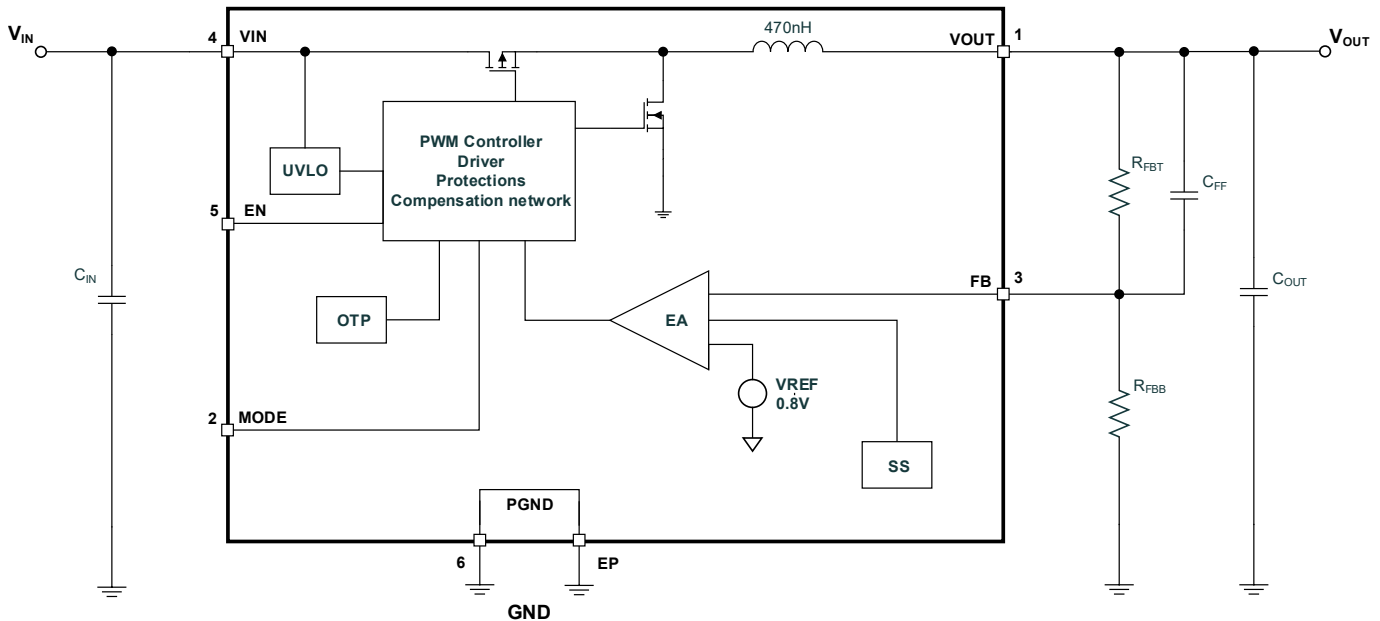 470nH
VIN
4
VIN
VOUT
1
VOUT
PWM Controller
Driver
Protections
Compensation network
UVLO
RFBT
CFF
5
EN
CIN
FB
3
COUT
OTP
EA
VREF
0.8V
RFBB
2
MODE
SS
PGND
6
EP
GND